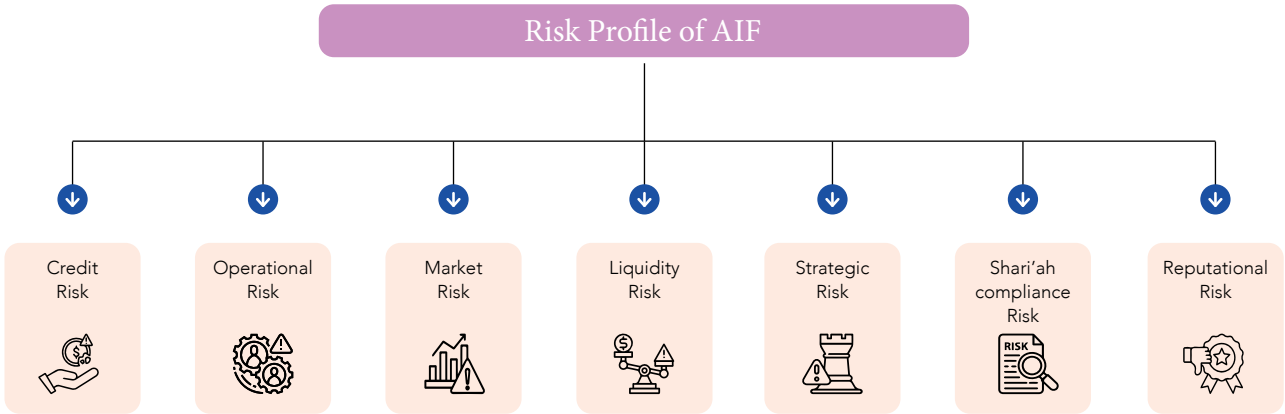 Risk Profile of AIF
Credit
Risk
Operational
Risk
Market
Risk
Liquidity
Risk
Strategic
Risk
Shari’ah
compliance
Risk
RISK
Reputational
Risk